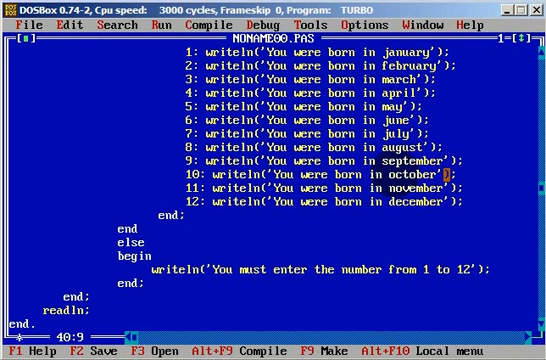 DOSBox 0.74-2, Cpu speed: 3000 cycles, Frameskip 0, Program: TURBO
File Edit Search Run Compile Debug Tools Options Window Help
NONAME00.PAS 1=[↕]
1: writeln('You were born in january');
2: writeln('You were born in february');
3: writeln('You were born in march');
4: writeln('You were born in april');
5: writeln('You were born in may');
6: writeln('You were born in june');
7: writeln('You were born in july');
8: writeln('You were born in august');
9: writeln('You were born in september');
10: writeln('You were born in october');
11: writeln('You were born in november');
12: writeln('You were born in december');
end;
end
else
begin
writeln('You must enter the number from 1 to 12');
end;
end;
readln;
end.
40:9
F1 Help F2 Save F3 Open Alt+F9 Compile F9 Make Alt+F10 Local menu